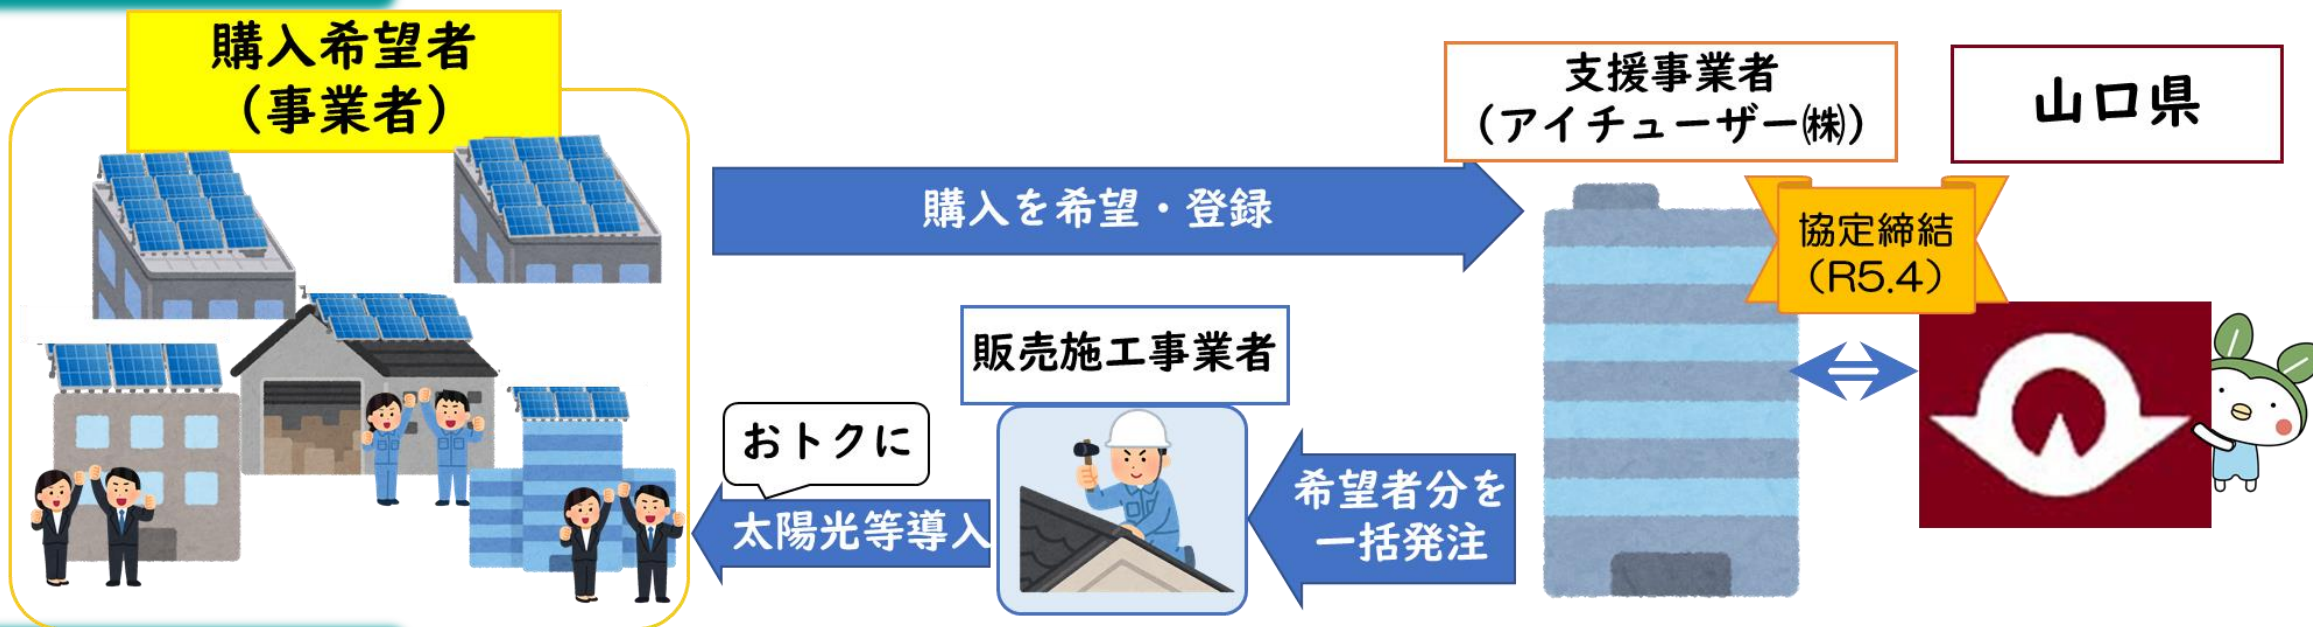 購入希望者
（事業者）
支援事業者
（アイチューザー㈱）
山口県
購入を希望・登録
協定締結
（R5.4）
販売施工事業者
おトクに
太陽光等導入
希望者分を
一括発注